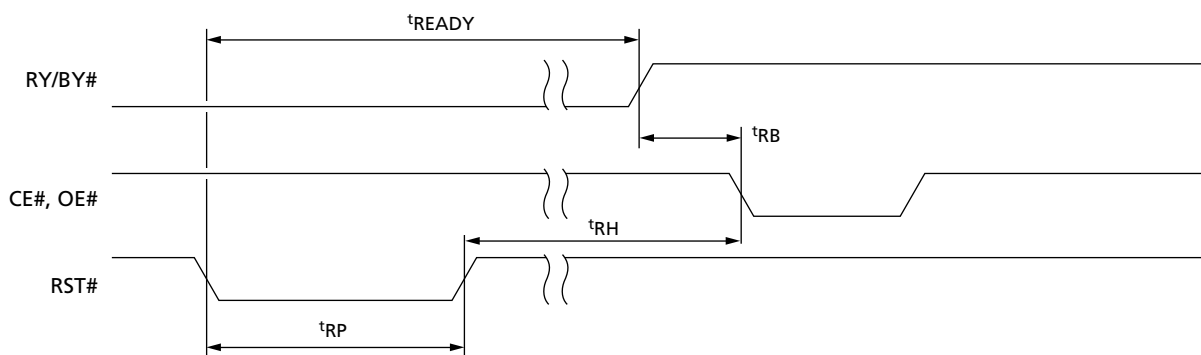 tREADY
RY/BY#
tRB
CE#, OE#
tRH
RST#
tRP